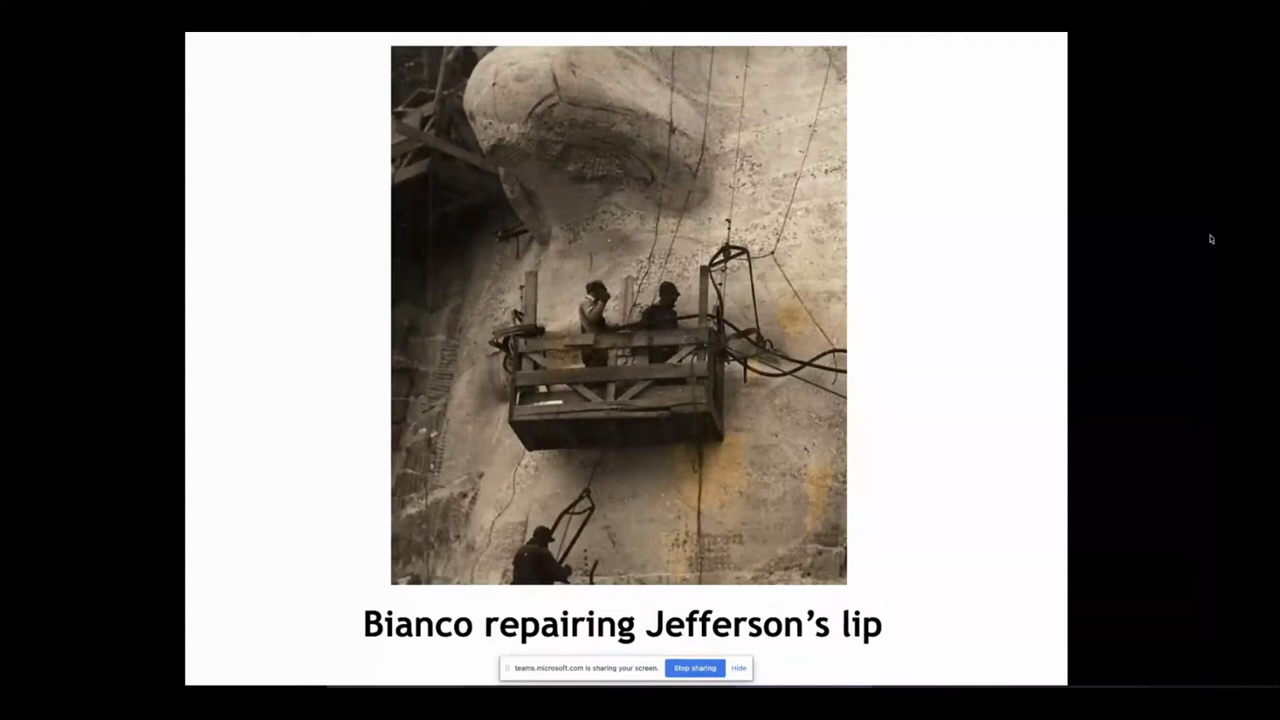 Bianco repairing Jefferson’s lip
teams.microsoft.com is sharing your screen. Stop sharing Hide